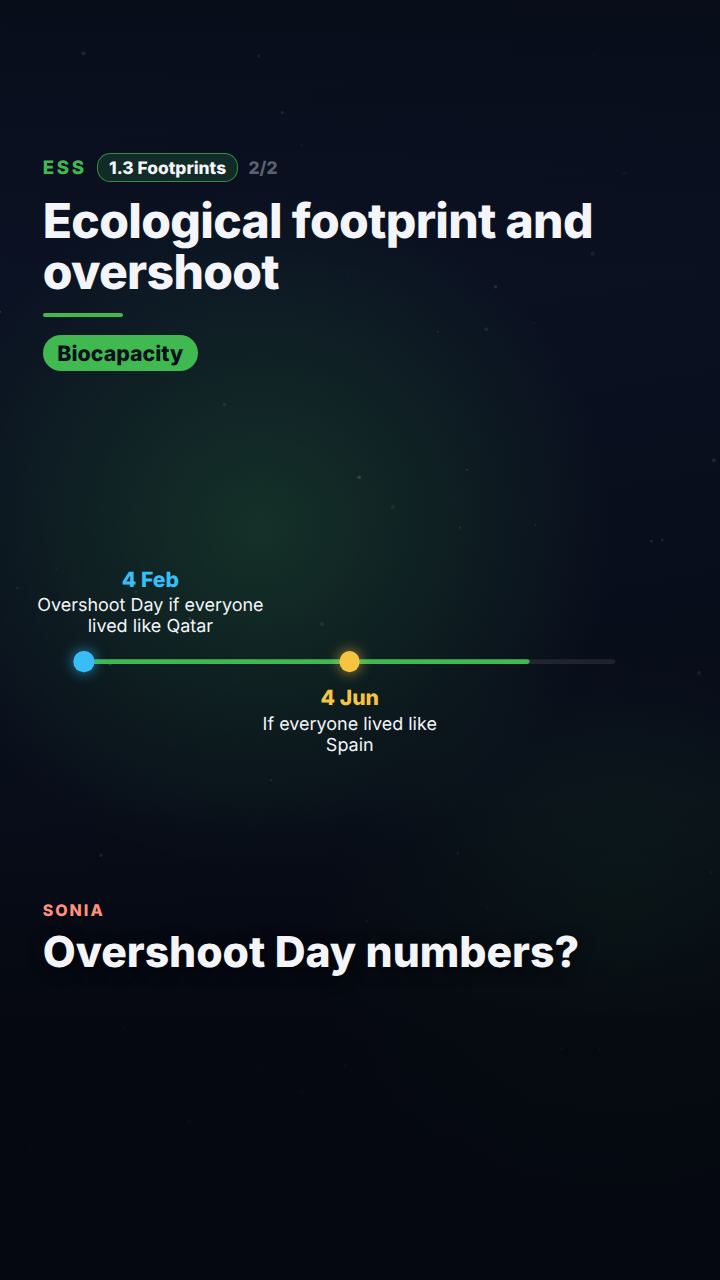 ESS 1.3 Footprints 2/2
Ecological footprint and
overshoot
Biocapacity
4 Feb
Overshoot Day if everyone
lived like Qatar
4 Jun
If everyone lived like
Spain
SONIA
Overshoot Day numbers?